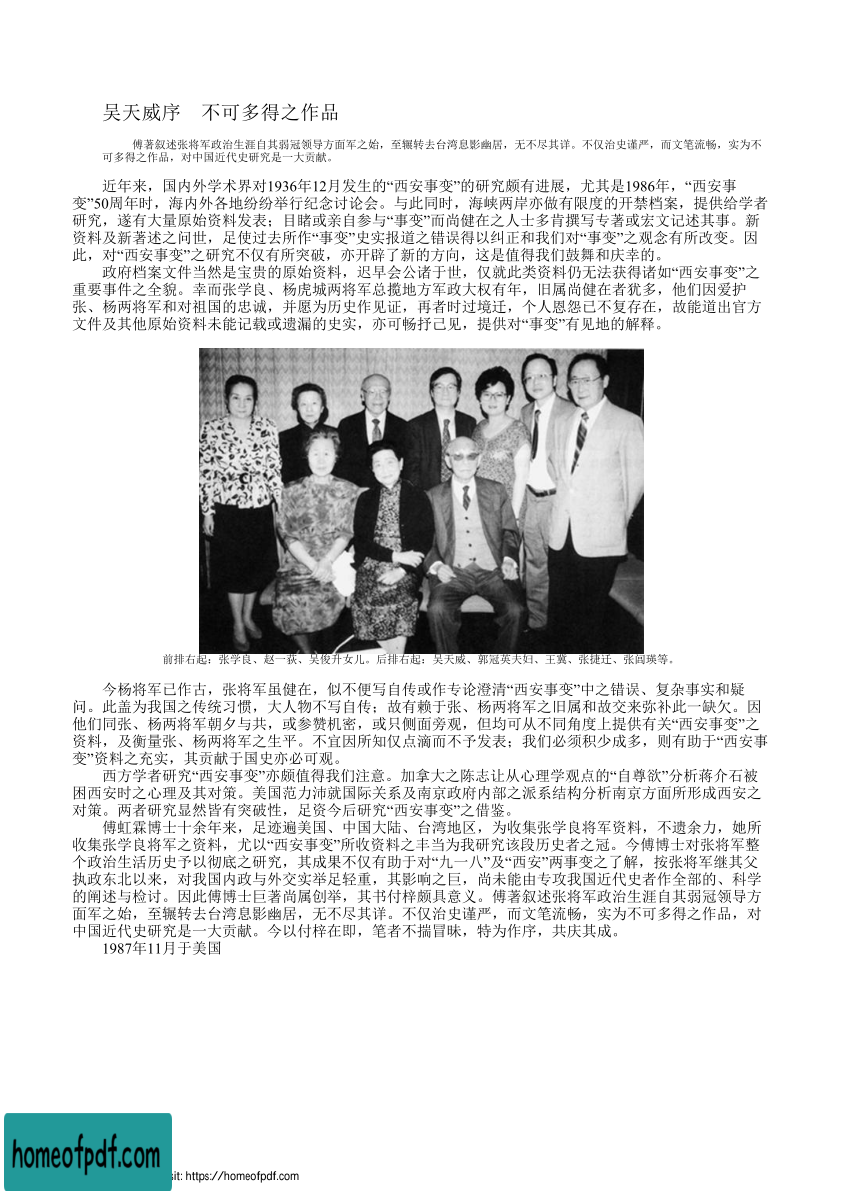 吴天威序　不可多得之作品
傅著叙述张将军政治生涯自其弱冠领导方面军之始，至辗转去台湾息影幽居，无不尽其详。不仅治史谨严，而文笔流畅，实为不
可多得之作品，对中国近代史研究是一大贡献。
近年来，国内外学术界对1936年12月发生的“西安事变”的研究颇有进展，尤其是1986年，“西安事
变”50周年时，海内外各地纷纷举行纪念讨论会。与此同时，海峡两岸亦做有限度的开禁档案，提供给学者
研究，遂有大量原始资料发表；目睹或亲自参与“事变”而尚健在之人士多肯撰写专著或宏文记述其事。新
资料及新著述之问世，足使过去所作“事变”史实报道之错误得以纠正和我们对“事变”之观念有所改变。因
此，对“西安事变”之研究不仅有所突破，亦开辟了新的方向，这是值得我们鼓舞和庆幸的。
政府档案文件当然是宝贵的原始资料，迟早会公诸于世，仅就此类资料仍无法获得诸如“西安事变”之
重要事件之全貌。幸而张学良、杨虎城两将军总揽地方军政大权有年，旧属尚健在者犹多，他们因爱护
张、杨两将军和对祖国的忠诚，并愿为历史作见证，再者时过境迁，个人恩怨已不复存在，故能道出官方
文件及其他原始资料未能记载或遗漏的史实，亦可畅抒己见，提供对“事变”有见地的解释。
前排右起：张学良、赵一荻、吴俊升女儿。后排右起：吴天威、郭冠英夫妇、王冀、张捷迁、张闾瑛等。
今杨将军已作古，张将军虽健在，似不便写自传或作专论澄清“西安事变”中之错误、复杂事实和疑
问。此盖为我国之传统习惯，大人物不写自传；故有赖于张、杨两将军之旧属和故交来弥补此一缺欠。因
他们同张、杨两将军朝夕与共，或参赞机密，或只侧面旁观，但均可从不同角度上提供有关“西安事变”之
资料，及衡量张、杨两将军之生平。不宜因所知仅点滴而不予发表；我们必须积少成多，则有助于“西安事
变”资料之充实，其贡献于国史亦必可观。
西方学者研究“西安事变”亦颇值得我们注意。加拿大之陈志让从心理学观点的“自尊欲”分析蒋介石被
困西安时之心理及其对策。美国范力沛就国际关系及南京政府内部之派系结构分析南京方面所形成西安之
对策。两者研究显然皆有突破性，足资今后研究“西安事变”之借鉴。
傅虹霖博士十余年来，足迹遍美国、中国大陆、台湾地区，为收集张学良将军资料，不遗余力，她所
收集张学良将军之资料，尤以“西安事变”所收资料之丰当为我研究该段历史者之冠。今傅博士对张将军整
个政治生活历史予以彻底之研究，其成果不仅有助于对“九一八”及“西安”两事变之了解，按张将军继其父
执政东北以来，对我国内政与外交实举足轻重，其影响之巨，尚未能由专攻我国近代史者作全部的、科学
的阐述与检讨。因此傅博士巨著尚属创举，其书付梓颇具意义。傅著叙述张将军政治生涯自其弱冠领导方
面军之始，至辗转去台湾息影幽居，无不尽其详。不仅治史谨严，而文笔流畅，实为不可多得之作品，对
中国近代史研究是一大贡献。今以付梓在即，笔者不揣冒昧，特为作序，共庆其成。
1987年11月于美国
homeofpdf.com
sit: https://homeofpdf.com